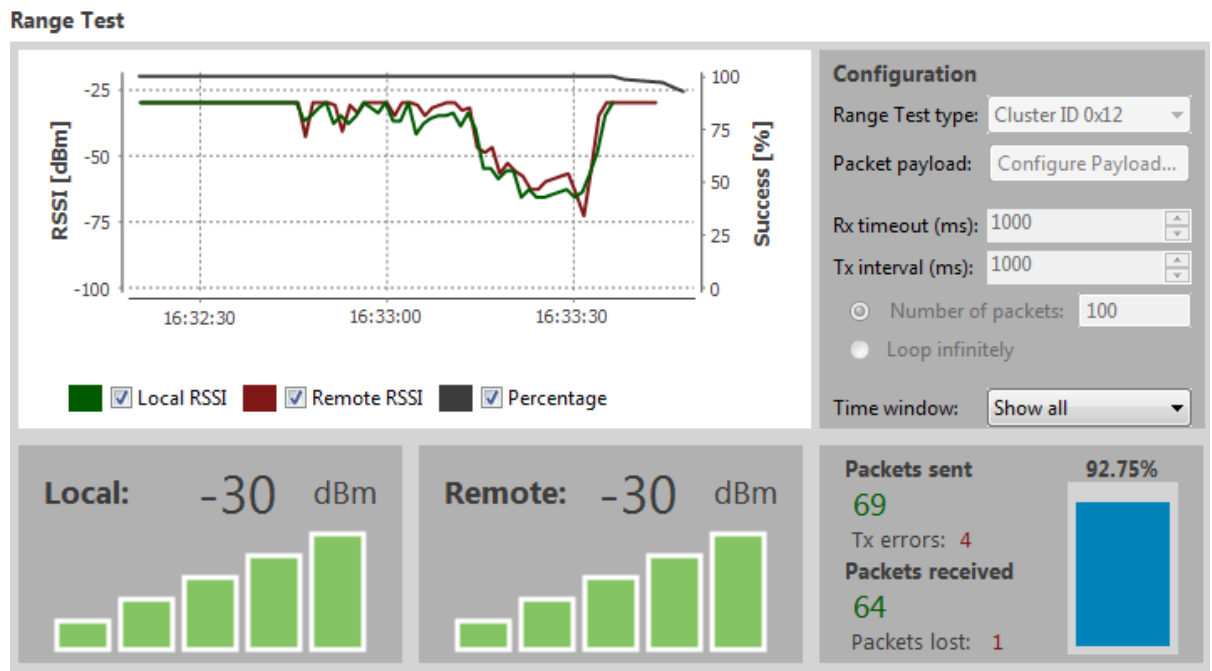 Range Test
-25
-50
-75
-100
RSSI [dBm]
100
75
50
25
0
Success [%]
16:32:30 16:33:00 16:33:30
Local RSSI Remote RSSI Percentage
Configuration
Range Test type: Cluster ID 0x12
Packet payload: Configure Payload...
Rx timeout (ms): 1000
Tx interval (ms): 1000
Number of packets: 100
Loop infinitely
Time window: Show all
Local: -30 dBm
Remote: -30 dBm
Packets sent 92.75%
69
Tx errors: 4
Packets received
64
Packets lost: 1